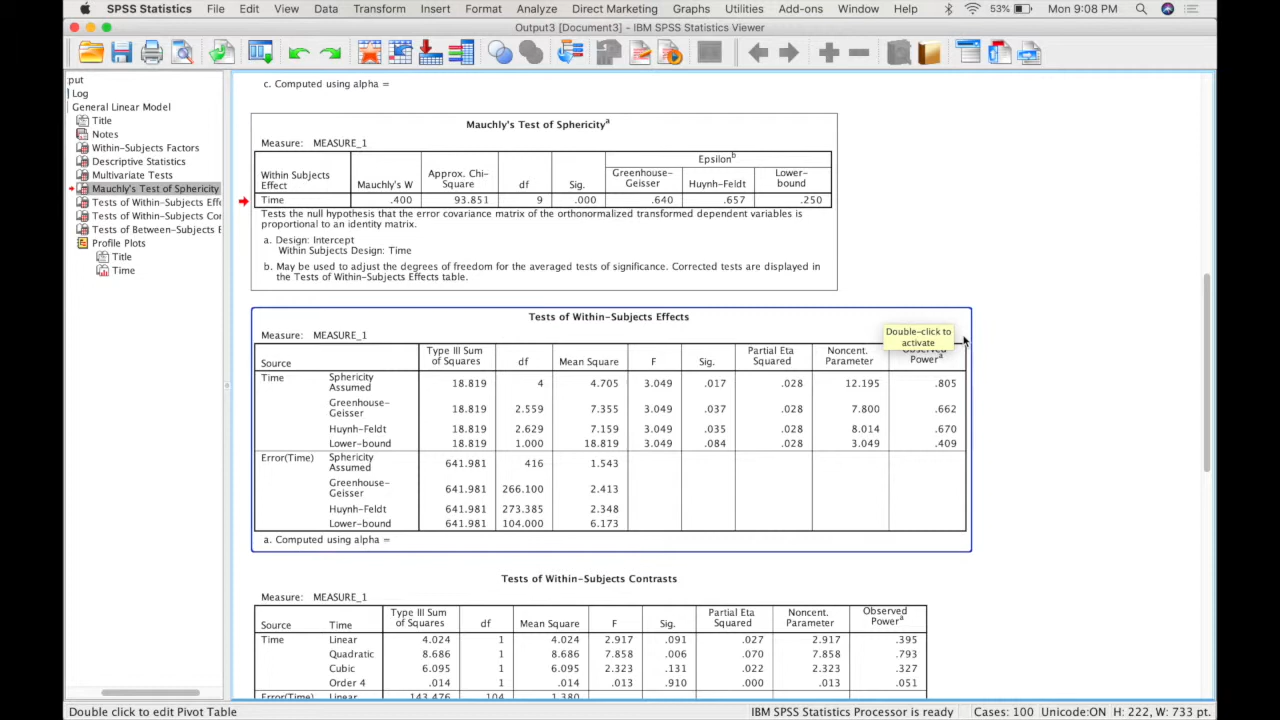 SPSS Statistics File Edit View Data Transform Insert Format Analyze Direct Marketing Graphs Utilities Add-ons Window Help 53% Mon 9:08 PM
Output3 [Document3] - IBM SPSS Statistics Viewer
put
Log
General Linear Model
Title
Notes
Within-Subjects Factors
Descriptive Statistics
Multivariate Tests
Mauchly's Test of Sphericity
Tests of Within-Subjects Effe
Tests of Within-Subjects Con
Tests of Between-Subjects E
Profile Plots
Title
Time
c. Computed using alpha =
Mauchly's Test of Sphericity a
Measure: MEASURE_1
Epsilon b
Within Subjects Effect Mauchly's W Approx. Chi-Square df Sig. Greenhouse-Geisser Huynh-Feldt Lower-bound
Time .400 93.851 9 .000 .640 .657 .250
Tests the null hypothesis that the error covariance matrix of the orthonormalized transformed dependent variables is
proportional to an identity matrix.
a. Design: Intercept
Within Subjects Design: Time
b. May be used to adjust the degrees of freedom for the averaged tests of significance. Corrected tests are displayed in
the Tests of Within-Subjects Effects table.
Tests of Within-Subjects Effects
Measure: MEASURE_1
Double-click to
activate
Source Type III Sum of Squares df Mean Square F Sig. Partial Eta Squared Noncent. Parameter Observed Power a
Time Sphericity Assumed 18.819 4 4.705 3.049 .017 .028 12.195 .805
Greenhouse-Geisser 18.819 2.559 7.355 3.049 .037 .028 7.800 .662
Huynh-Feldt 18.819 2.629 7.159 3.049 .035 .028 8.014 .670
Lower-bound 18.819 1.000 18.819 3.049 .084 .028 3.049 .409
Error(Time) Sphericity Assumed 641.981 416 1.543
Greenhouse-Geisser 641.981 266.100 2.413
Huynh-Feldt 641.981 273.385 2.348
Lower-bound 641.981 104.000 6.173
a. Computed using alpha =
Tests of Within-Subjects Contrasts
Measure: MEASURE_1
Source Time Type III Sum of Squares df Mean Square F Sig. Partial Eta Squared Noncent. Parameter Observed Power a
Time Linear 4.024 1 4.024 2.917 .091 .027 2.917 .395
Quadratic 8.686 1 8.686 7.858 .006 .070 7.858 .793
Cubic 6.095 1 6.095 2.323 .131 .022 2.323 .327
Order 4 .014 1 .014 .013 .910 .000 .013 .051
Error(Time) Linear 143.476 104 1.380
Double click to edit Pivot Table IBM SPSS Statistics Processor is ready Cases: 100 Unicode:ON H: 222, W: 733 pt.